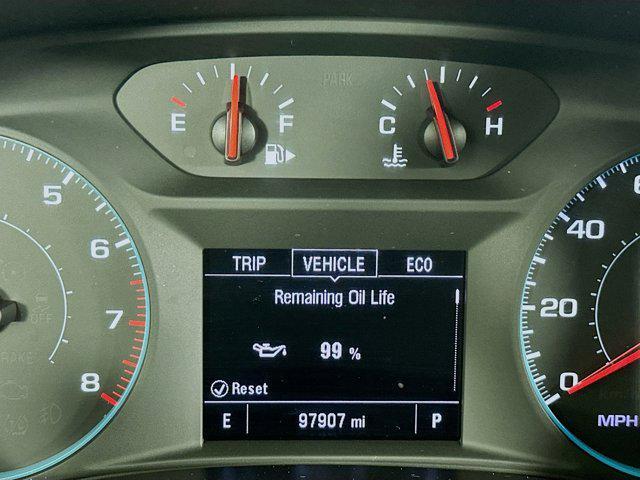 PARK
E F C H
5
6
7
8
TRIP VEHICLE ECO
Remaining Oil Life
99 %
Reset
E 97907 mi P
40
20
0
MPH